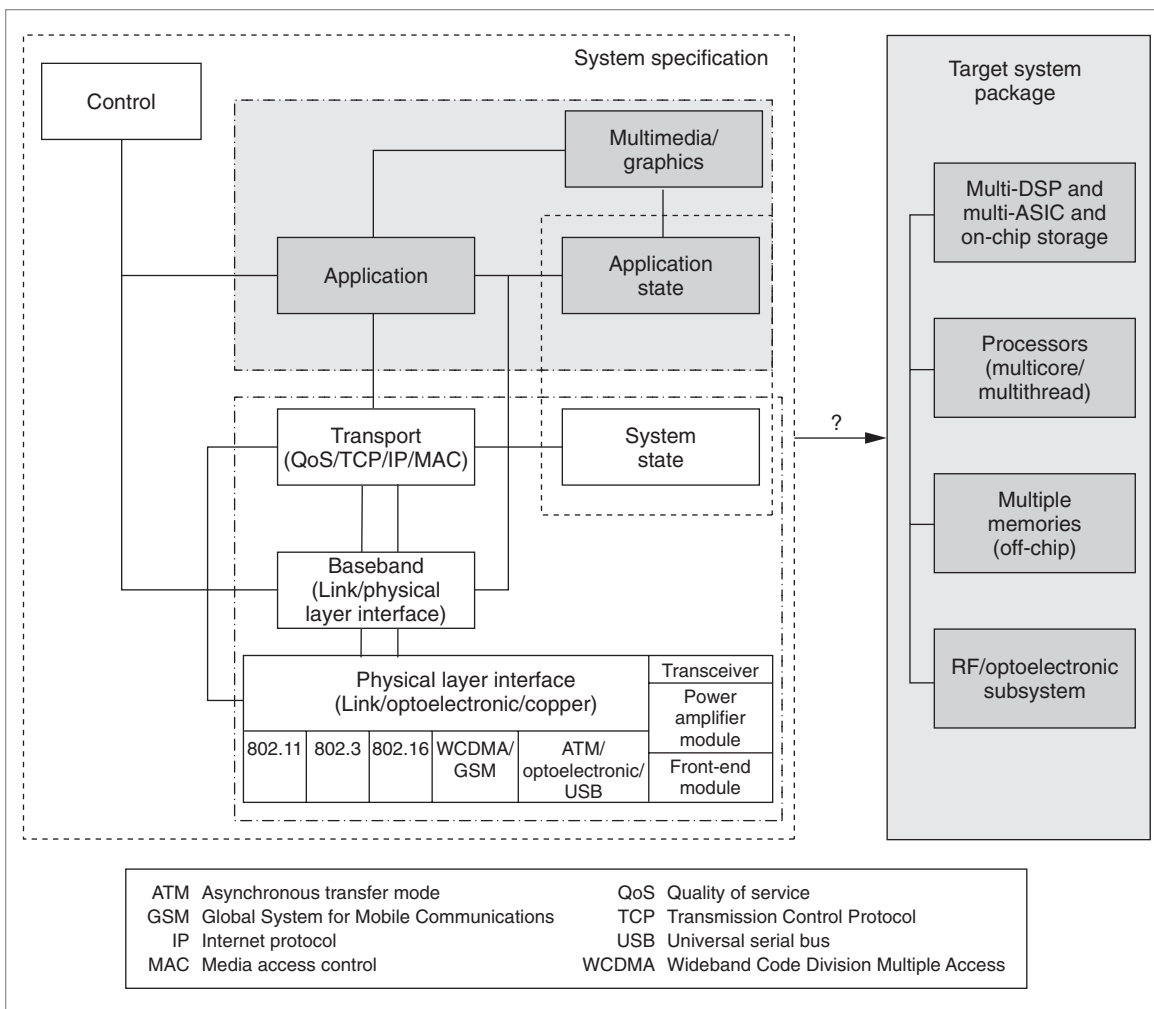 System specification
Control
Multimedia/
graphics
Application
Application
state
Transport
(QoS/TCP/IP/MAC)
System
state
Baseband
(Link/physical
layer interface)
Physical layer interface
(Link/optoelectronic/copper)
Transceiver
Power
amplifier
module
Front-end
module
802.11
802.3
802.16
WCDMA/
GSM
ATM/
optoelectronic/
USB
?
Target system
package
Multi-DSP and
multi-ASIC and
on-chip storage
Processors
(multicore/
multithread)
Multiple
memories
(off-chip)
RF/optoelectronic
subsystem
ATM Asynchronous transfer mode
GSM Global System for Mobile Communications
IP Internet protocol
MAC Media access control
QoS Quality of service
TCP Transmission Control Protocol
USB Universal serial bus
WCDMA Wideband Code Division Multiple Access